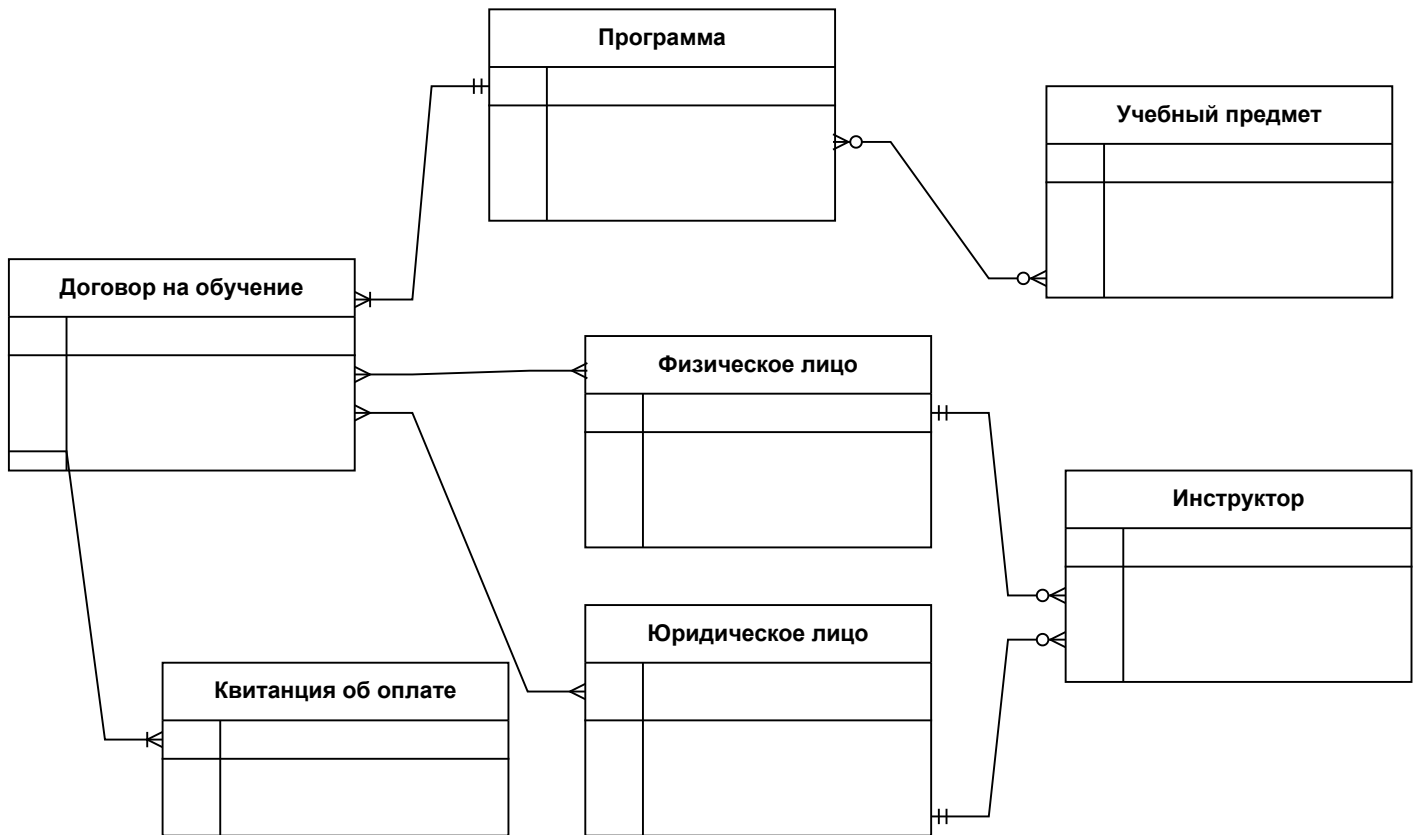 Программа
Учебный предмет
Договор на обучение
Физическое лицо
Инструктор
Юридическое лицо
Квитанция об оплате